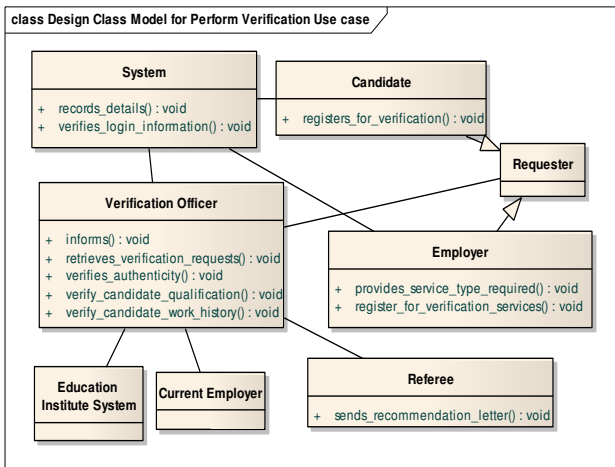 class Design Class Model for Perform Verification Use case
System
+ records_details() : void
+ verifies_login_information() : void
Candidate
+ registers_for_verification() : void
Requester
Verification Officer
+ informs() : void
+ retrieves_verification_requests() : void
+ verifies_authenticity() : void
+ verify_candidate_qualification() : void
+ verify_candidate_work_history() : void
Employer
+ provides_service_type_required() : void
+ register_for_verification_services() : void
Education
Institute System
Current Employer
Referee
+ sends_recommendation_letter() : void